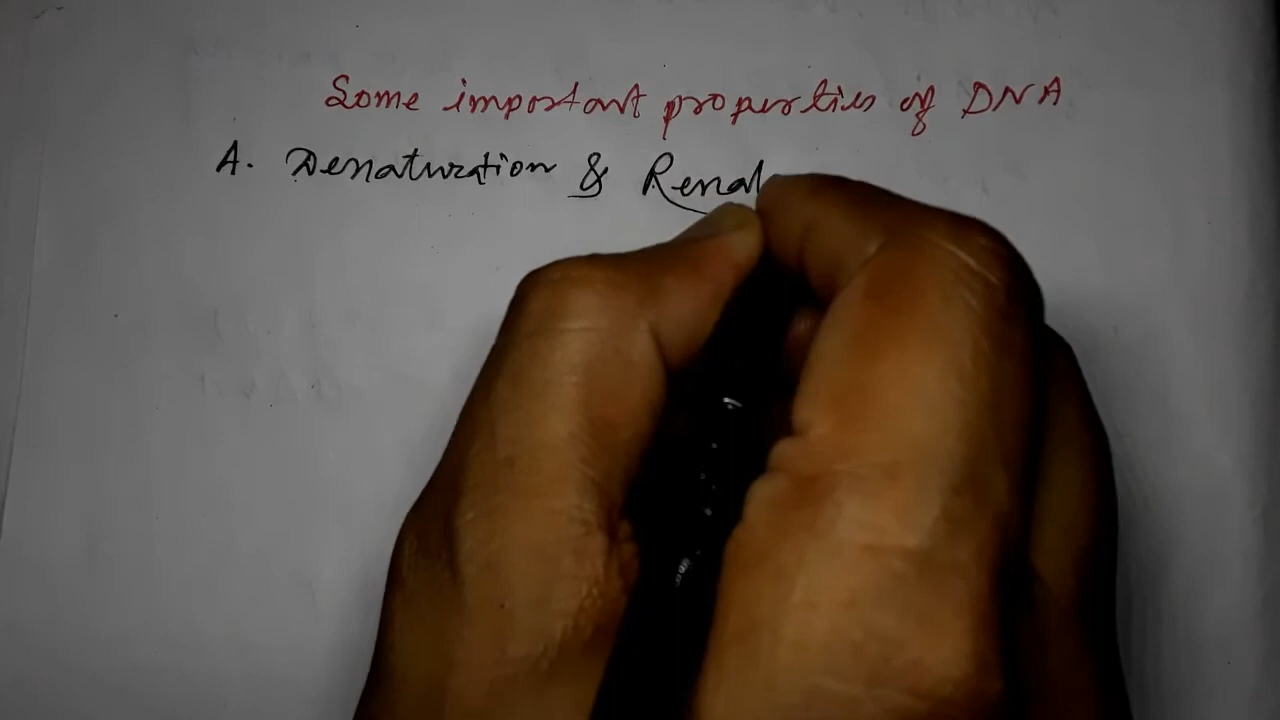 Some important properties of DNA
A. Denaturation & Renat